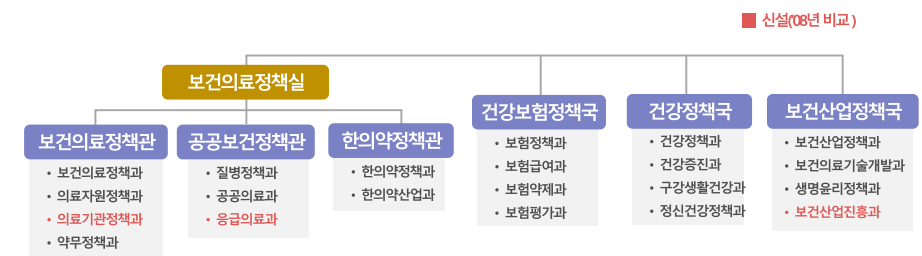 신설('08년 비교 )
보건의료정책실
보건의료정책관
• 보건의료정책과
• 의료자원정책과
• 의료기관정책과
• 약무정책과
공공보건정책관
• 질병정책과
• 공공의료과
• 응급의료과
한의약정책관
• 한의약정책과
• 한의약산업과
건강보험정책국
• 보험정책과
• 보험급여과
• 보험약제과
• 보험평가과
건강정책국
• 건강정책과
• 건강증진과
• 구강생활건강과
• 정신건강정책과
보건산업정책국
• 보건산업정책과
• 보건의료기술개발과
• 생명윤리정책과
• 보건산업진흥과